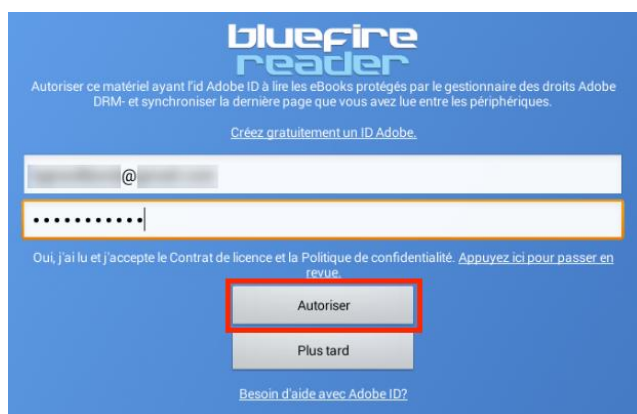 bluefire
reader
Autoriser ce matériel ayant l'id Adobe ID à lire les eBooks protégés par le gestionnaire des droits Adobe
DRM- et synchroniser la dernière page que vous avez lue entre les périphériques.
Créez gratuitement un ID Adobe.
@
•••••••••••
Oui, j'ai lu et j'accepte le Contrat de licence et la Politique de confidentialité. Appuyez ici pour passer en
revue.
Autoriser
Plus tard
Besoin d'aide avec Adobe ID?